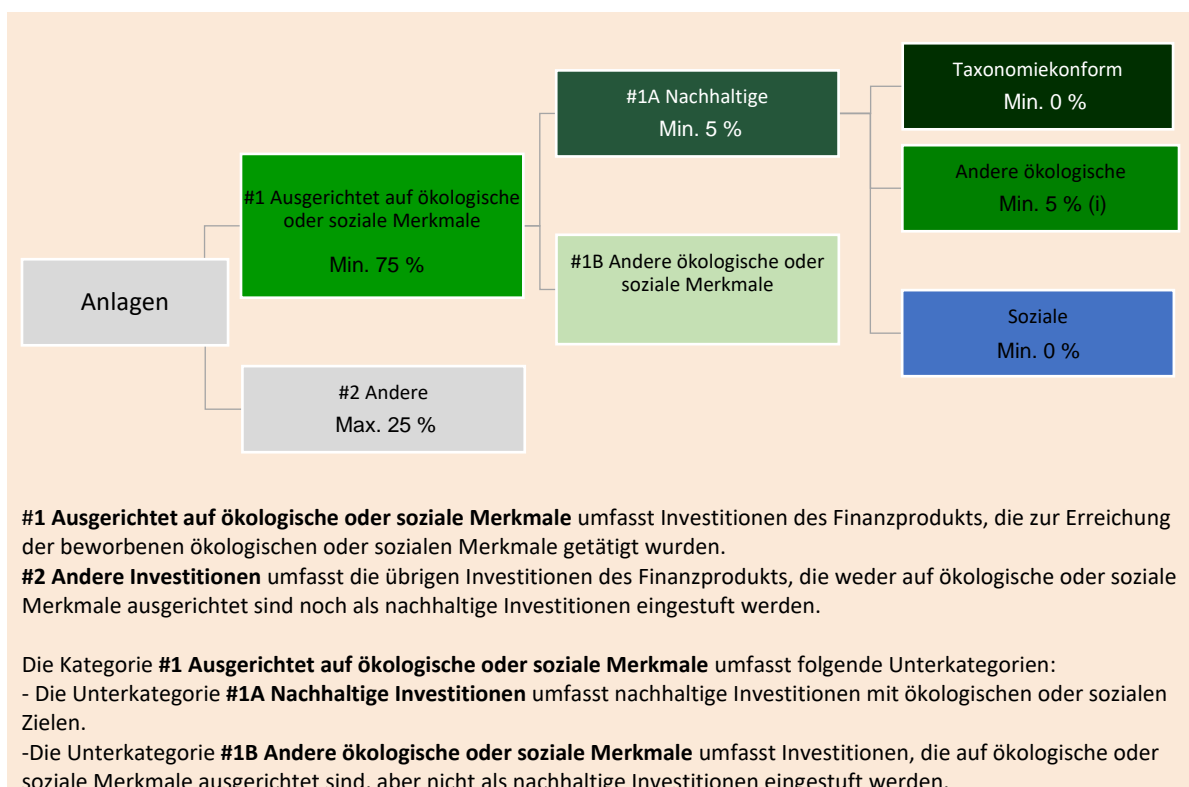 Anlagen
#1 Ausgerichtet auf ökologische
oder soziale Merkmale
Min. 75 %
#2 Andere
Max. 25 %
#1A Nachhaltige
Min. 5 %
#1B Andere ökologische oder
soziale Merkmale
Taxonomiekonform
Min. 0 %
Andere ökologische
Min. 5 % (i)
Soziale
Min. 0 %
#1 Ausgerichtet auf ökologische oder soziale Merkmale umfasst Investitionen des Finanzprodukts, die zur Erreichung
der beworbenen ökologischen oder sozialen Merkmale getätigt wurden.
#2 Andere Investitionen umfasst die übrigen Investitionen des Finanzprodukts, die weder auf ökologische oder soziale
Merkmale ausgerichtet sind noch als nachhaltige Investitionen eingestuft werden.
Die Kategorie #1 Ausgerichtet auf ökologische oder soziale Merkmale umfasst folgende Unterkategorien:
- Die Unterkategorie #1A Nachhaltige Investitionen umfasst nachhaltige Investitionen mit ökologischen oder sozialen
Zielen.
-Die Unterkategorie #1B Andere ökologische oder soziale Merkmale umfasst Investitionen, die auf ökologische oder
soziale Merkmale ausgerichtet sind, aber nicht als nachhaltige Investitionen eingestuft werden.